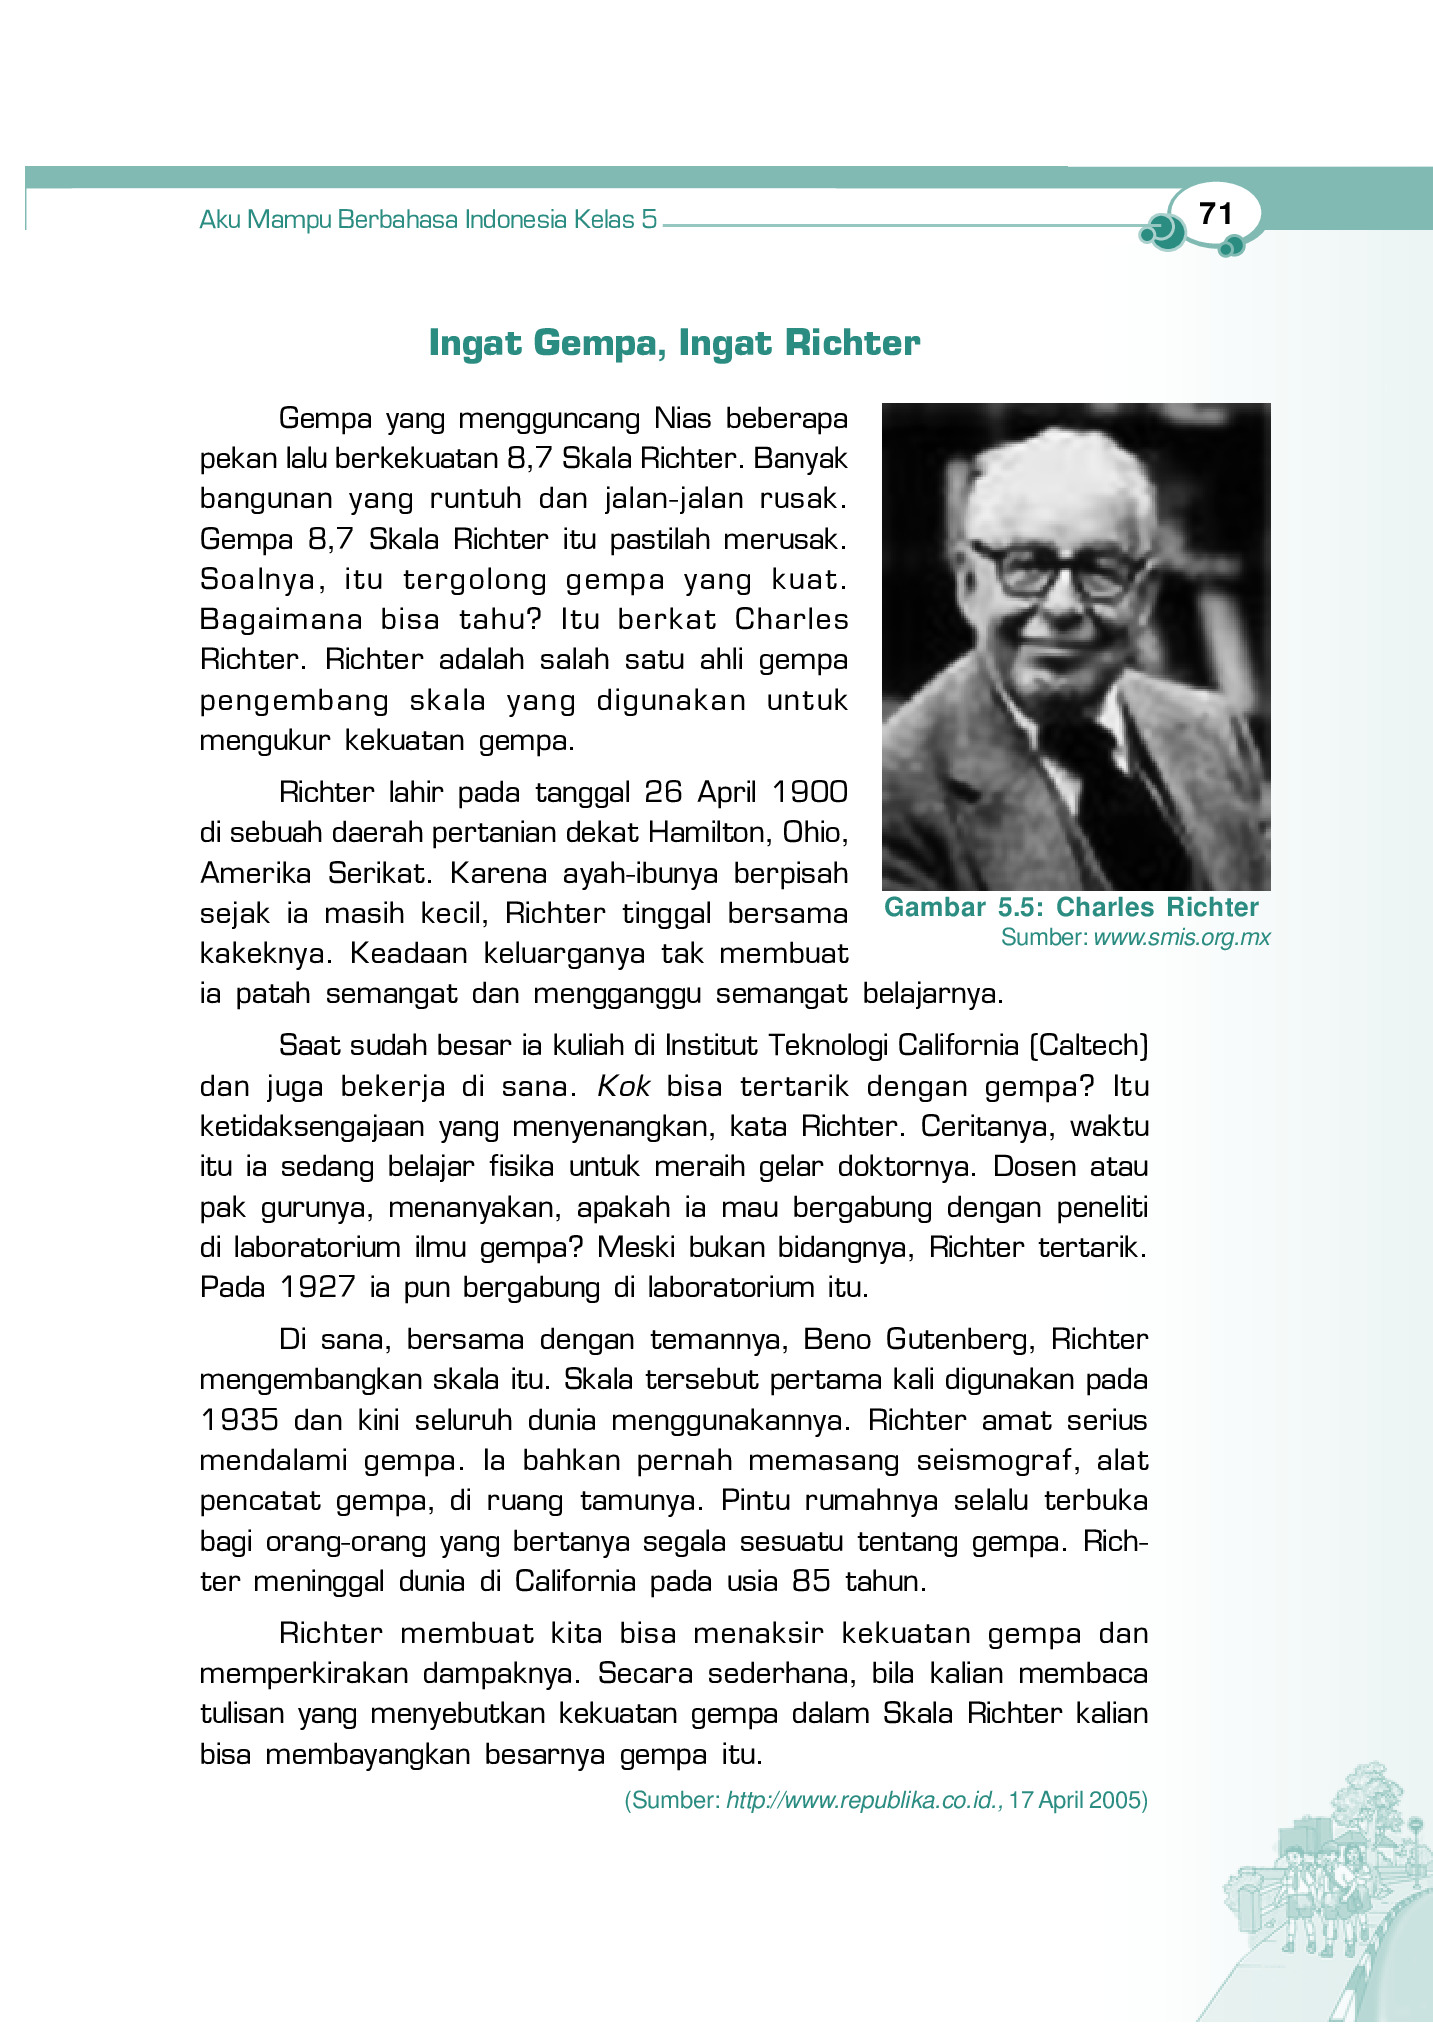 Aku Mampu Berbahasa Indonesia Kelas 5
71
Ingat Gempa, Ingat Richter
Gempa yang mengguncang Nias beberapa
pekan lalu berkekuatan 8,7 Skala Richter. Banyak
bangunan yang runtuh dan jalan-jalan rusak.
Gempa 8,7 Skala Richter itu pastilah merusak.
Soalnya, itu tergolong gempa yang kuat.
Bagaimana bisa tahu? Itu berkat Charles
Richter. Richter adalah salah satu ahli gempa
pengembang skala yang digunakan untuk
mengukur kekuatan gempa.
Richter lahir pada tanggal 26 April 1900
di sebuah daerah pertanian dekat Hamilton, Ohio,
Amerika Serikat. Karena ayah-ibunya berpisah
sejak ia masih kecil, Richter tinggal bersama
kakeknya. Keadaan keluarganya tak membuat
ia patah semangat dan mengganggu semangat belajarnya.
Gambar 5.5: Charles Richter
Sumber: www.smis.org.mx
Saat sudah besar ia kuliah di Institut Teknologi California (Caltech)
dan juga bekerja di sana. Kok bisa tertarik dengan gempa? Itu
ketidaksengajaan yang menyenangkan, kata Richter. Ceritanya, waktu
itu ia sedang belajar fisika untuk meraih gelar doktornya. Dosen atau
pak gurunya, menanyakan, apakah ia mau bergabung dengan peneliti
di laboratorium ilmu gempa? Meski bukan bidangnya, Richter tertarik.
Pada 1927 ia pun bergabung di laboratorium itu.
Di sana, bersama dengan temannya, Beno Gutenberg, Richter
mengembangkan skala itu. Skala tersebut pertama kali digunakan pada
1935 dan kini seluruh dunia menggunakannya. Richter amat serius
mendalami gempa. Ia bahkan pernah memasang seismograf, alat
pencatat gempa, di ruang tamunya. Pintu rumahnya selalu terbuka
bagi orang-orang yang bertanya segala sesuatu tentang gempa. Rich-
ter meninggal dunia di California pada usia 85 tahun.
Richter membuat kita bisa menaksir kekuatan gempa dan
memperkirakan dampaknya. Secara sederhana, bila kalian membaca
tulisan yang menyebutkan kekuatan gempa dalam Skala Richter kalian
bisa membayangkan besarnya gempa itu.
(Sumber: http://www.republika.co.id., 17 April 2005)